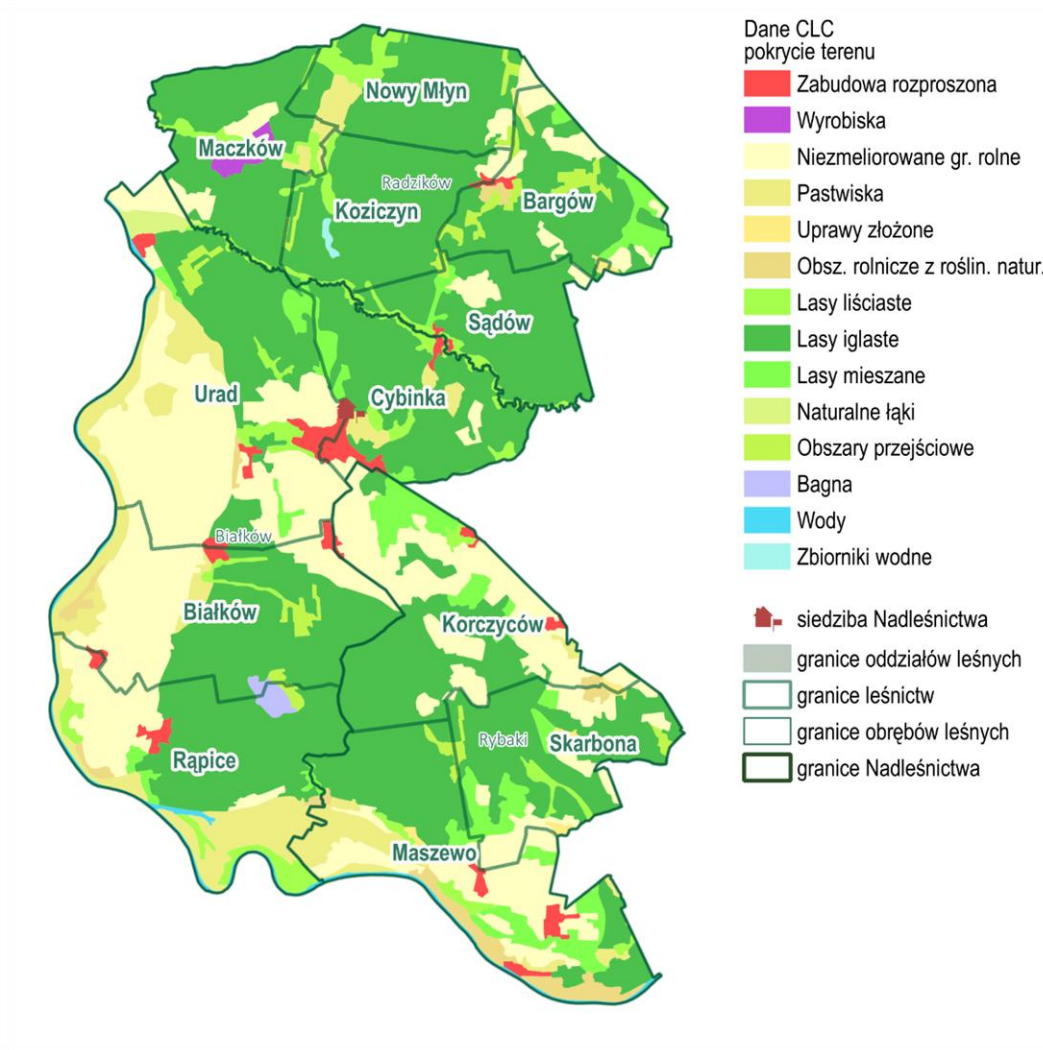 Dane CLC
pokrycie terenu
Zabudowa rozproszona
Wyrobiska
Niezmeliorowane gr. rolne
Pastwiska
Uprawy złożone
Obsz. rolnicze z roślin. natur.
Lasy liściaste
Lasy iglaste
Lasy mieszane
Naturalne łąki
Obszary przejściowe
Bagna
Wody
Zbiorniki wodne
siedziba Nadleśnictwa
granice oddziałów leśnych
granice leśnictw
granice obrębów leśnych
granice Nadleśnictwa
Nowy Młyn
Maczków
Radzików
Koziczyn
Bargów
Sądów
Urad
Cybinka
Białków
Białków
Korczyców
Rybaki
Skarbona
Rąpice
Maszewo